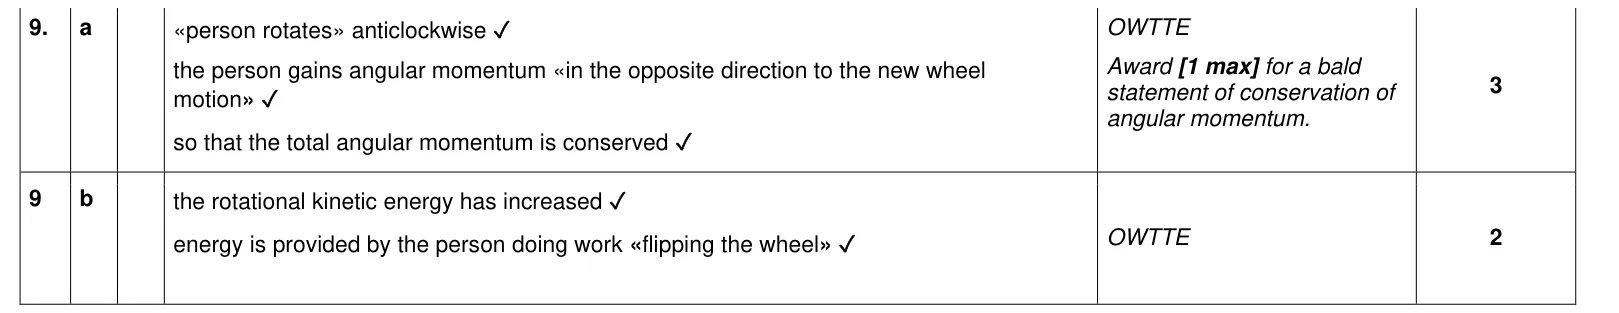 9. a «person rotates» anticlockwise ✓
the person gains angular momentum «in the opposite direction to the new wheel
motion» ✓
so that the total angular momentum is conserved ✓
OWTTE
Award [1 max] for a bald
statement of conservation of
angular momentum.
3
9 b the rotational kinetic energy has increased ✓
energy is provided by the person doing work «flipping the wheel» ✓
OWTTE
2